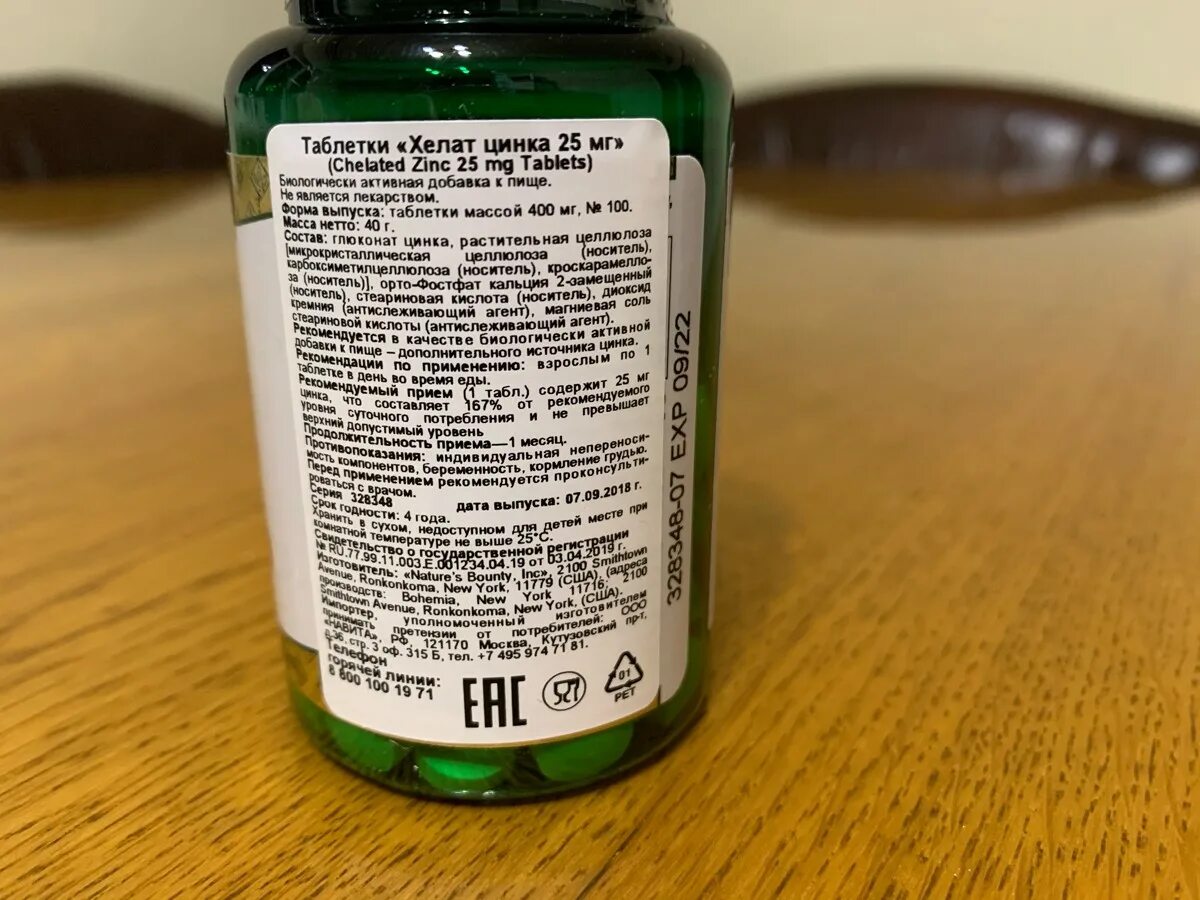 Таблетки «Хелат цинка 25 мг»
(Chelated Zinc 25 mg Tablets)
Биологически активная добавка к пище.
Не является лекарством.
Форма выпуска: таблетки массой 400 мг, № 100.
Масса нетто: 40 г.
Состав: глюконат цинка, растительная целлюлоза
[микрокристаллическая целлюлоза (носитель),
карбоксиметилцеллюлоза (носитель), кроскарамелло-
за (носитель)], орто-Фостфат кальция 2-замещенный
(носитель), стеариновая кислота (носитель), диоксид
кремния (антислеживающий агент), магниевая соль
стеариновой кислоты (антислеживающий агент).
Рекомендуется в качестве биологически активной
добавки к пище – дополнительного источника цинка.
Рекомендации по применению: взрослым по 1
таблетке в день во время еды.
Рекомендуемый прием (1 табл.) содержит 25 мг
цинка, что составляет 167% от рекомендуемого
уровня суточного потребления и не превышает
верхний допустимый уровень
Продолжительность приема—1 месяц.
Противопоказания: индивидуальная непереноси-
мость компонентов, беременность, кормление грудью.
Перед применением рекомендуется проконсульти-
роваться с врачом.
Серия 328348 дата выпуска: 07.09.2018 г.
Срок годности: 4 года.
Хранить в сухом, недоступном для детей месте при
комнатной температуре не выше 25°С.
Свидетельство о государственной регистрации
№ RU.77.99.11.003.Е.001234.04.19 от 03.04.2019 г.
Изготовитель: «Nature's Bounty, Inc», 2100 Smithtown
Avenue, Ronkonkoma, New York, 11779 (США), (адреса
производств: Bohemia, New York 11716; 2100
Smithtown Avenue, Ronkonkoma, New York, (США).
Импортер, уполномоченный изготовителем
принимать претензии от потребителей: ООО
«НАВИТА», РФ, 121170 Москва, Кутузовский пр-т,
д.36, стр. 3 оф. 315 Б, тел. +7 495 974 71 81.
Телефон
горячей линии:
8 800 100 19 71
EAC
01
PET
328348-07 EXP 09/22